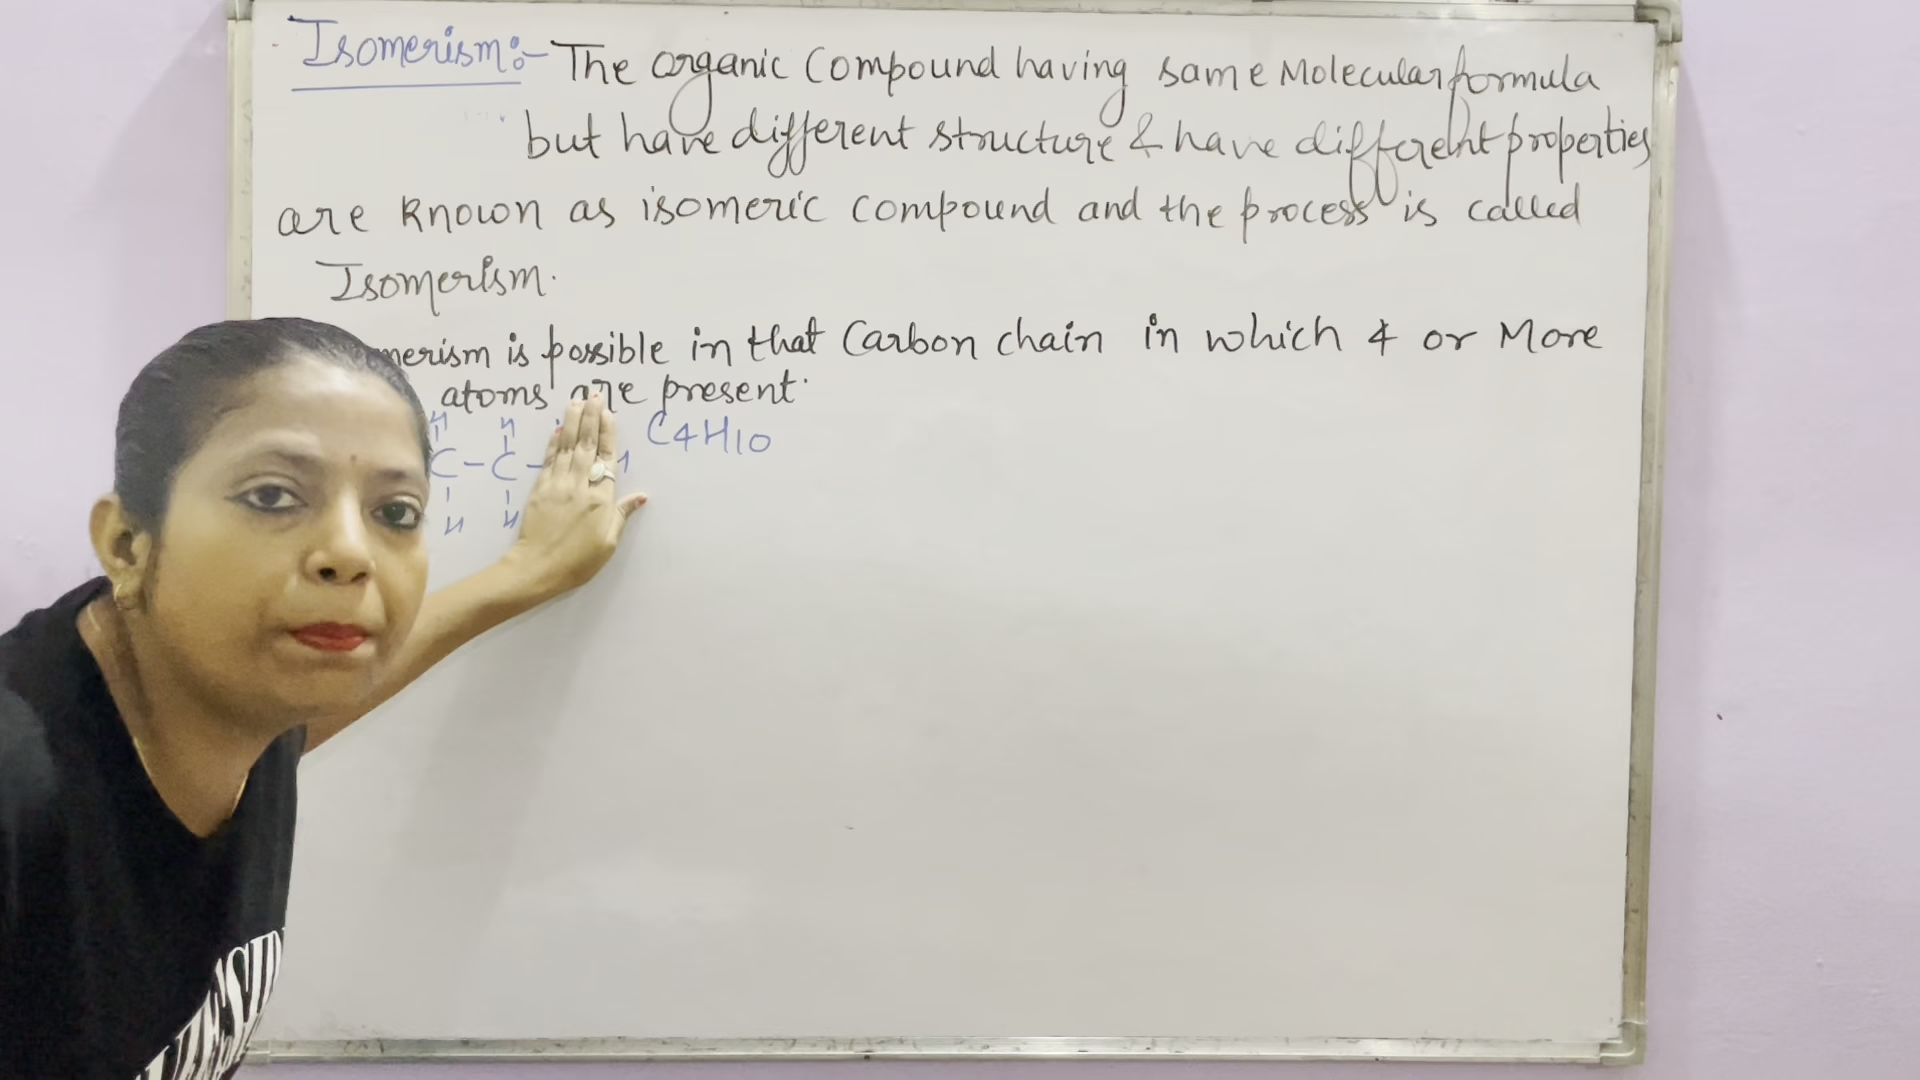 Isomerism:- The organic Compound having same Molecular formula
but have different structure & have different properties
are known as isomeric compound and the process is called
Isomerism.
merism is possible in that Carbon chain in which 4 or More
atoms are present.
H H C4H10
C - C -
H H